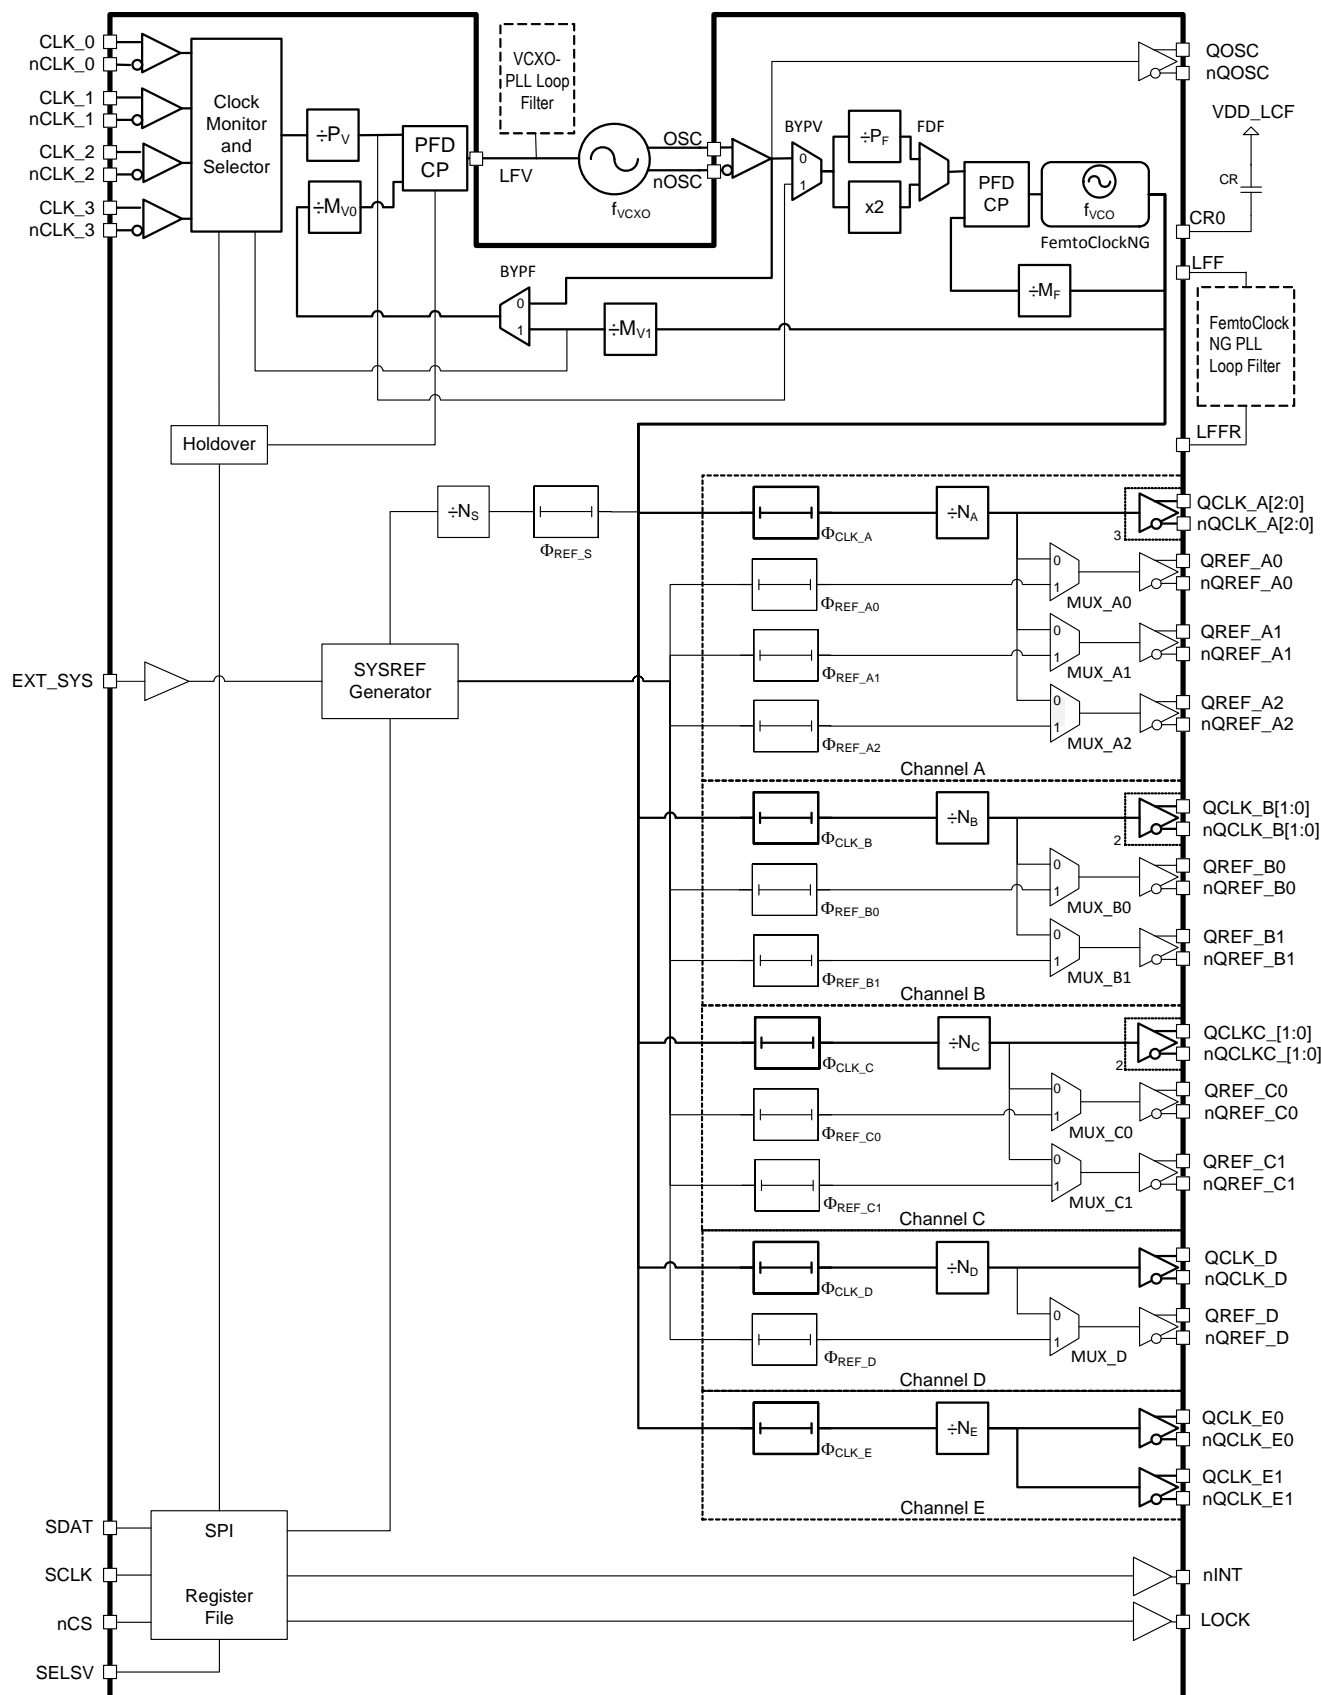 CLK_0
nCLK_0
CLK_1
nCLK_1
CLK_2
nCLK_2
CLK_3
nCLK_3
Clock
Monitor
and
Selector
÷PV
PFD
CP
÷MV0
LFV
VCXO-
PLL Loop
Filter
fVCXO
OSC
nOSC
BYPV
0
1
÷PF
x2
FDF
PFD
CP
fVCO
FemtoClockNG
÷MF
QOSC
nQOSC
VDD_LCF
CR
CR0
LFF
FemtoClock
NG PLL
Loop Filter
LFFR
BYPF
0
1
÷MV1
Holdover
÷NS
ΦREF_S
EXT_SYS
SYSREF
Generator
ΦCLK_A
÷NA
3
QCLK_A[2:0]
nQCLK_A[2:0]
ΦREF_A0
0
1
MUX_A0
QREF_A0
nQREF_A0
ΦREF_A1
0
1
MUX_A1
QREF_A1
nQREF_A1
ΦREF_A2
0
1
MUX_A2
QREF_A2
nQREF_A2
Channel A
ΦCLK_B
÷NB
2
QCLK_B[1:0]
nQCLK_B[1:0]
ΦREF_B0
0
1
MUX_B0
QREF_B0
nQREF_B0
ΦREF_B1
0
1
MUX_B1
QREF_B1
nQREF_B1
Channel B
ΦCLK_C
÷NC
2
QCLKC_[1:0]
nQCLKC_[1:0]
ΦREF_C0
0
1
MUX_C0
QREF_C0
nQREF_C0
ΦREF_C1
0
1
MUX_C1
QREF_C1
nQREF_C1
Channel C
ΦCLK_D
÷ND
QCLK_D
nQCLK_D
ΦREF_D
0
1
MUX_D
QREF_D
nQREF_D
Channel D
ΦCLK_E
÷NE
QCLK_E0
nQCLK_E0
QCLK_E1
nQCLK_E1
Channel E
SDAT
SCLK
nCS
SELSV
SPI
Register
File
nINT
LOCK